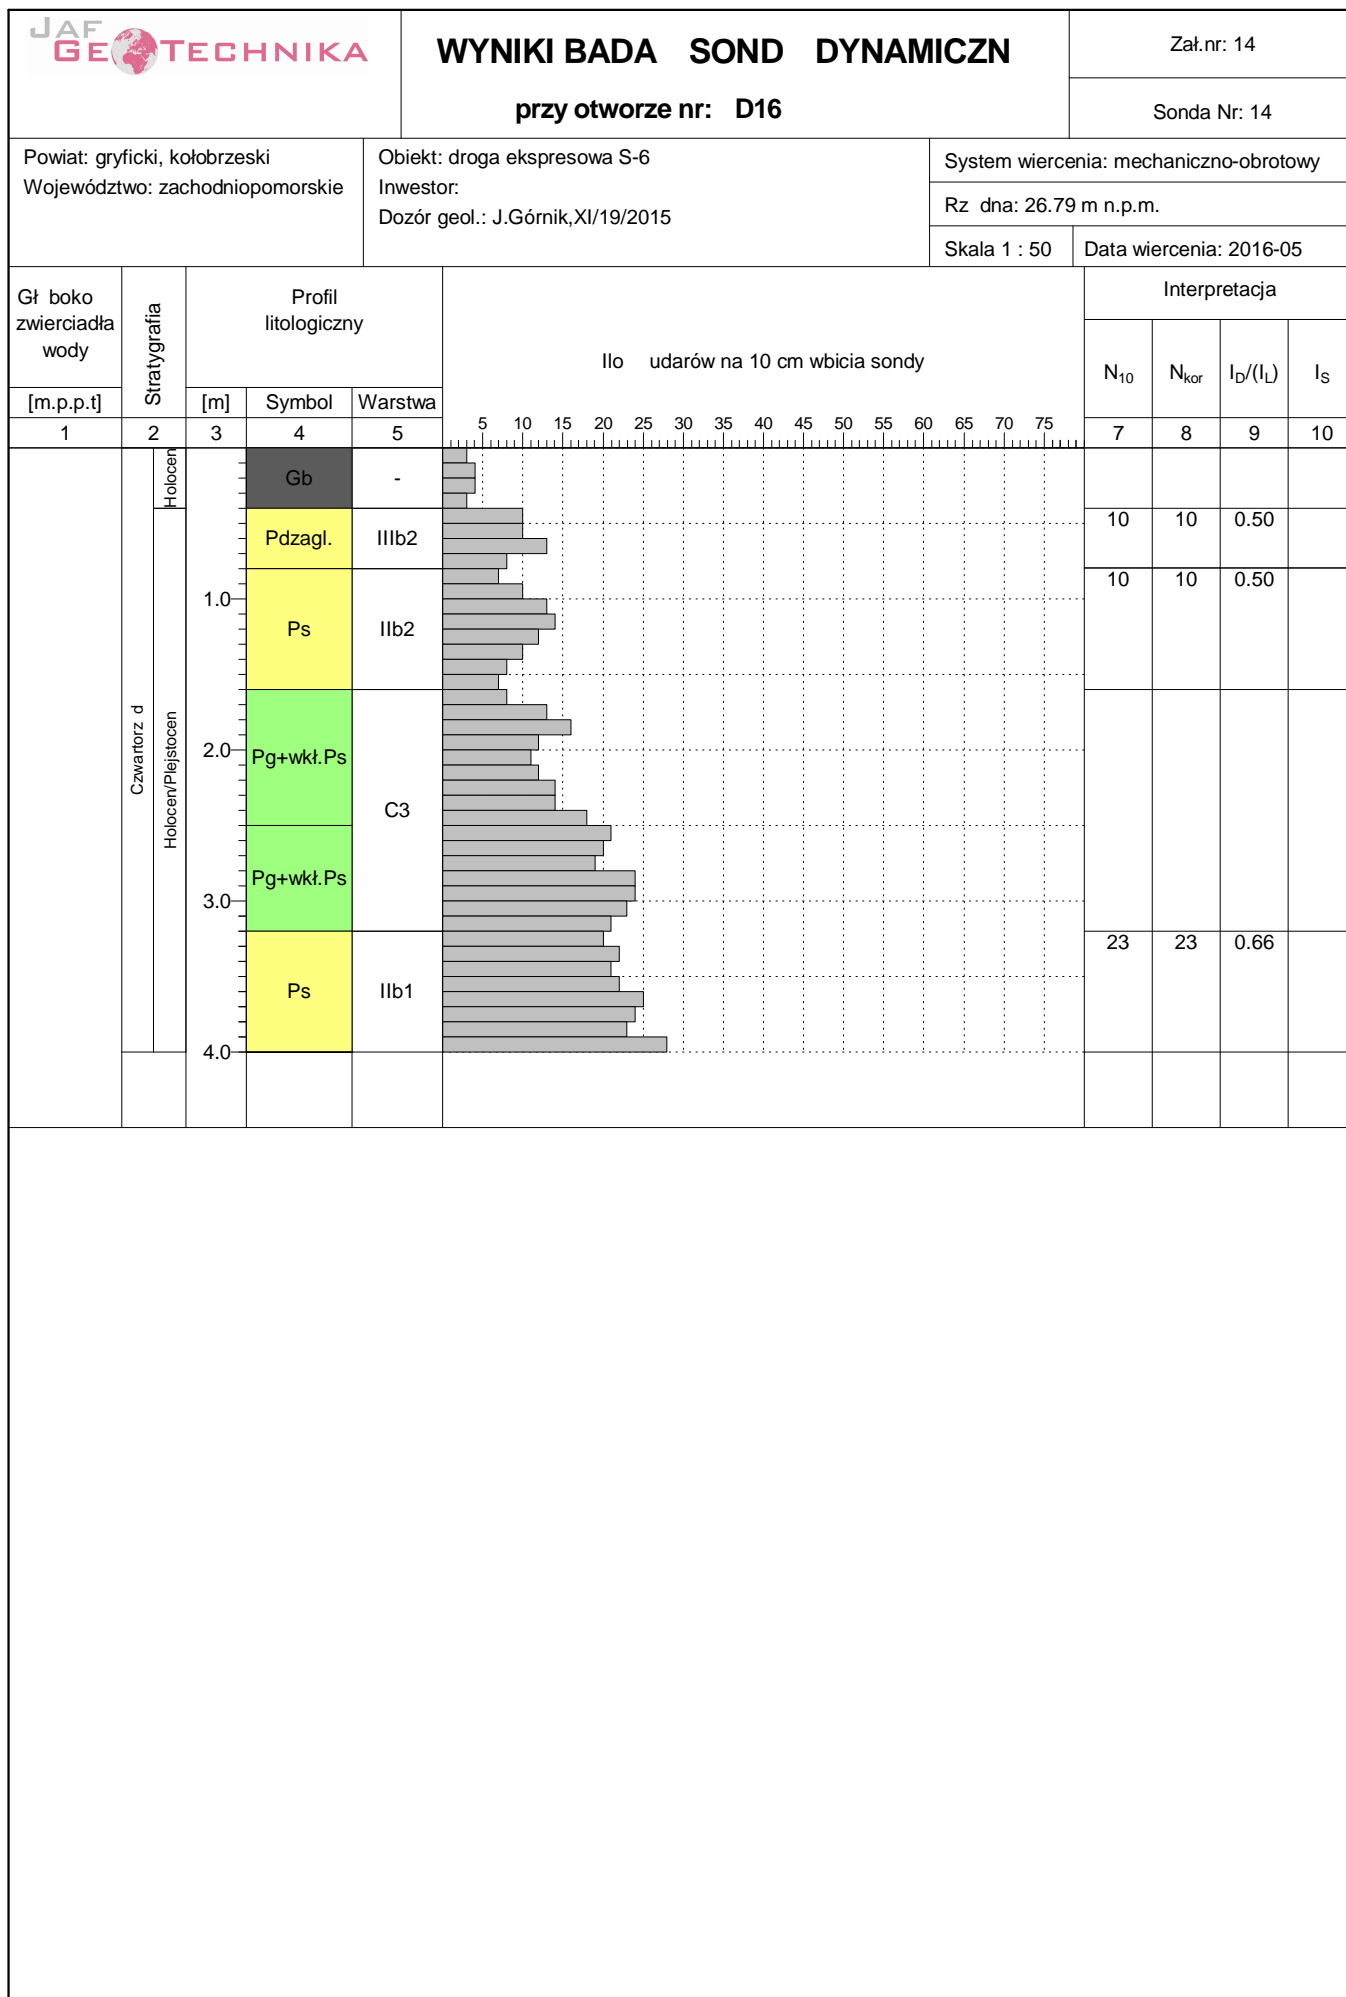 JAF
GEOTECHNIKA
WYNIKI BADA SOND DYNAMICZN
przy otworze nr: D16
Zał.nr: 14
Sonda Nr: 14
Powiat: gryficki, kołobrzeski
Województwo: zachodniopomorskie
Obiekt: droga ekspresowa S-6
Inwestor:
Dozór geol.: J.Górnik,XI/19/2015
System wiercenia: mechaniczno-obrotowy
Rz dna: 26.79 m n.p.m.
Skala 1 : 50
Data wiercenia: 2016-05
Gł boko
zwierciadła
wody
[m.p.p.t]
Stratygrafia
Profil
litologiczny
[m] Symbol Warstwa
Ilo udarów na 10 cm wbicia sondy
Interpretacja
N10 Nkor ID/(IL) IS
5 10 15 20 25 30 35 40 45 50 55 60 65 70 75
1 2 3 4 5 7 8 9 10
Czwartorz d
Holocen
Holocen/Plejstocen
Gb -
Pdzagl. IIIb2 10 10 0.50
1.0 Ps IIb2 10 10 0.50
2.0 Pg+wkł.Ps
C3
Pg+wkł.Ps
3.0
Ps IIb1 23 23 0.66
4.0